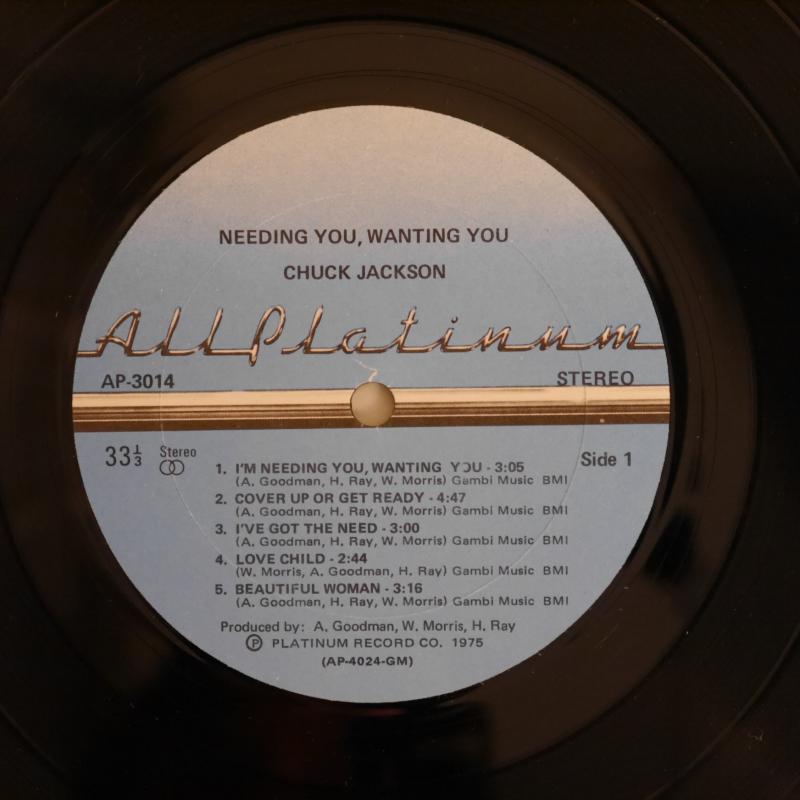 NEEDING YOU, WANTING YOU
CHUCK JACKSON
All Platinum
AP-3014 STEREO
33⅓ Stereo Side 1
1. I'M NEEDING YOU, WANTING YOU - 3:05
(A. Goodman, H. Ray, W. Morris) Gambi Music BMI
2. COVER UP OR GET READY - 4:47
(A. Goodman, H. Ray, W. Morris) Gambi Music BMI
3. I'VE GOT THE NEED - 3:00
(A. Goodman, H. Ray, W. Morris) Gambi Music BMI
4. LOVE CHILD - 2:44
(W. Morris, A. Goodman, H. Ray) Gambi Music BMI
5. BEAUTIFUL WOMAN - 3:16
(A. Goodman, H. Ray, W. Morris) Gambi Music BMI
Produced by: A. Goodman, W. Morris, H. Ray
℗ PLATINUM RECORD CO. 1975
(AP-4024-GM)